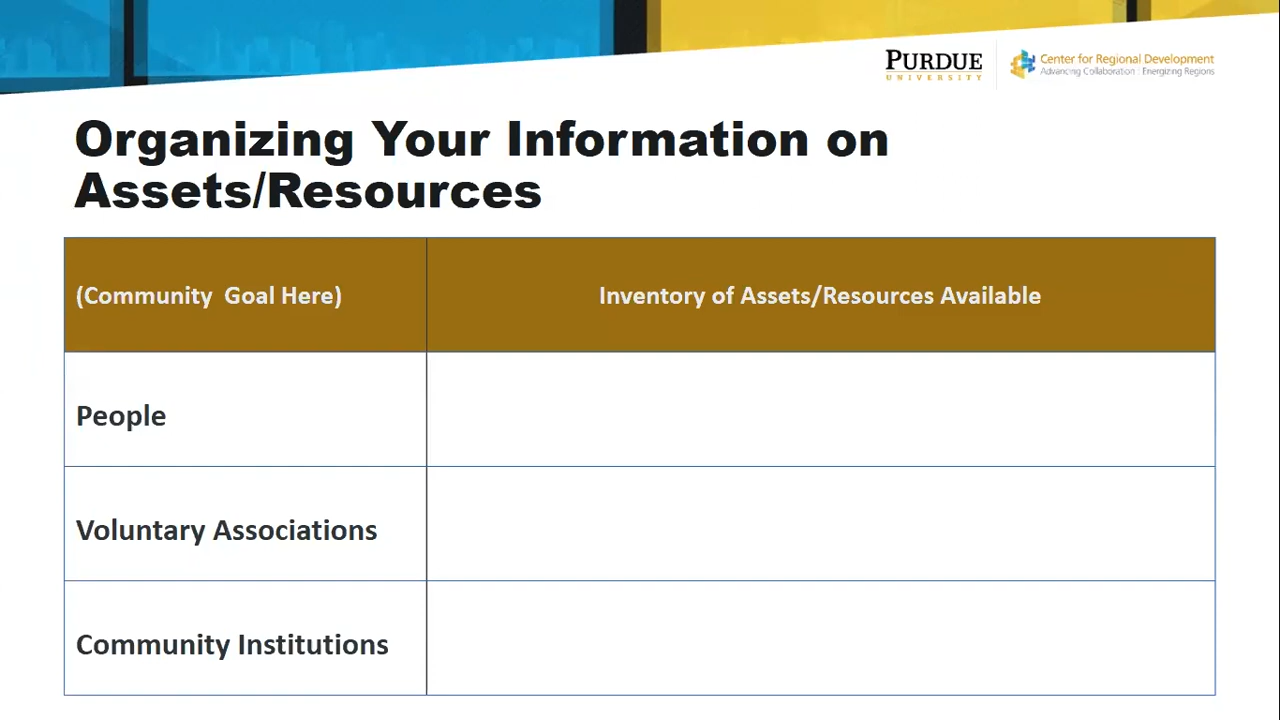 PURDUE
UNIVERSITY
Center for Regional Development
Advancing Collaboration : Energizing Regions
Organizing Your Information on
Assets/Resources
(Community Goal Here)
Inventory of Assets/Resources Available
People
Voluntary Associations
Community Institutions